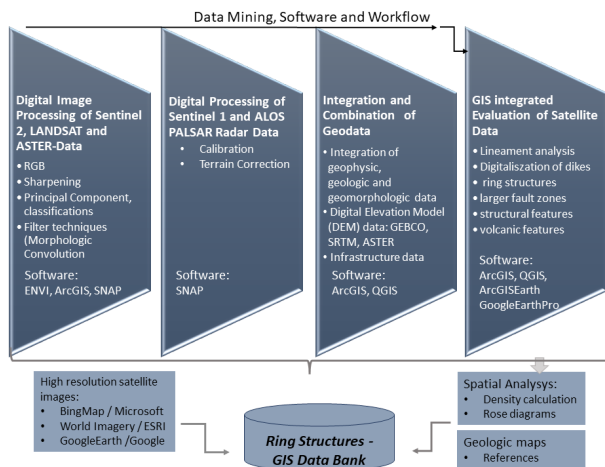 Data Mining, Software and Workflow
Digital Image
Processing of Sentinel
2, LANDSAT and
ASTER-Data
• RGB
• Sharpening
• Principal Component,
classifications
• Filter techniques
(Morphologic
Convolution
Software:
ENVI, ArcGIS, SNAP
Digital Processing of
Sentinel 1 and ALOS
PALSAR Radar Data
• Calibration
• Terrain Correction
Software:
SNAP
Integration and
Combination of
Geodata
• Integration of
geophysic,
geologic and
geomorphologic data
• Digital Elevation Model
(DEM) data: GEBCO,
SRTM, ASTER
• Infrastructure data
Software:
ArcGIS, QGIS
GIS integrated
Evaluation of Satellite
Data
• Lineament analysis
• Digitaliszation of dikes
• ring structures
• larger fault zones
• structural features
• volcanic features
Software:
ArcGIS, QGIS,
ArcGISEarth
GoogleEarthPro
High resolution satellite
images:
• BingMap / Microsoft
• World Imagery / ESRI
• GoogleEarth /Google
Ring Structures -
GIS Data Bank
Spatial Analysys:
• Density calculation
• Rose diagrams
Geologic maps
• References